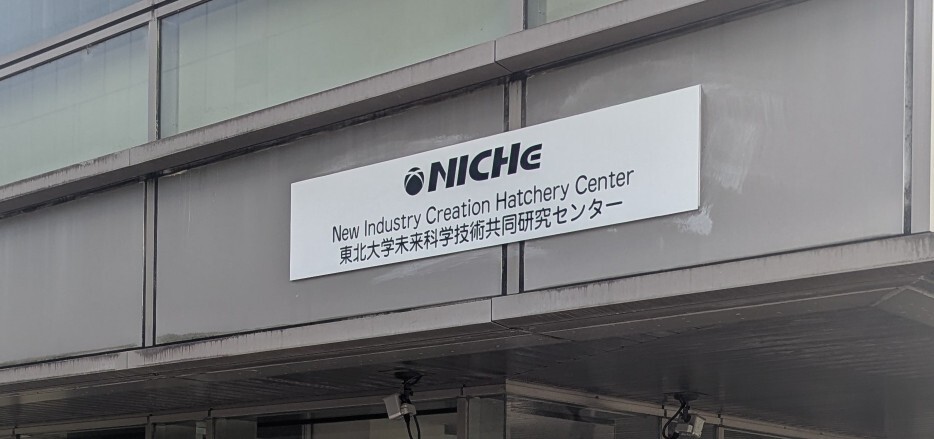 NICHe
New Industry Creation Hatchery Center
東北大学未来科学技術共同研究センター